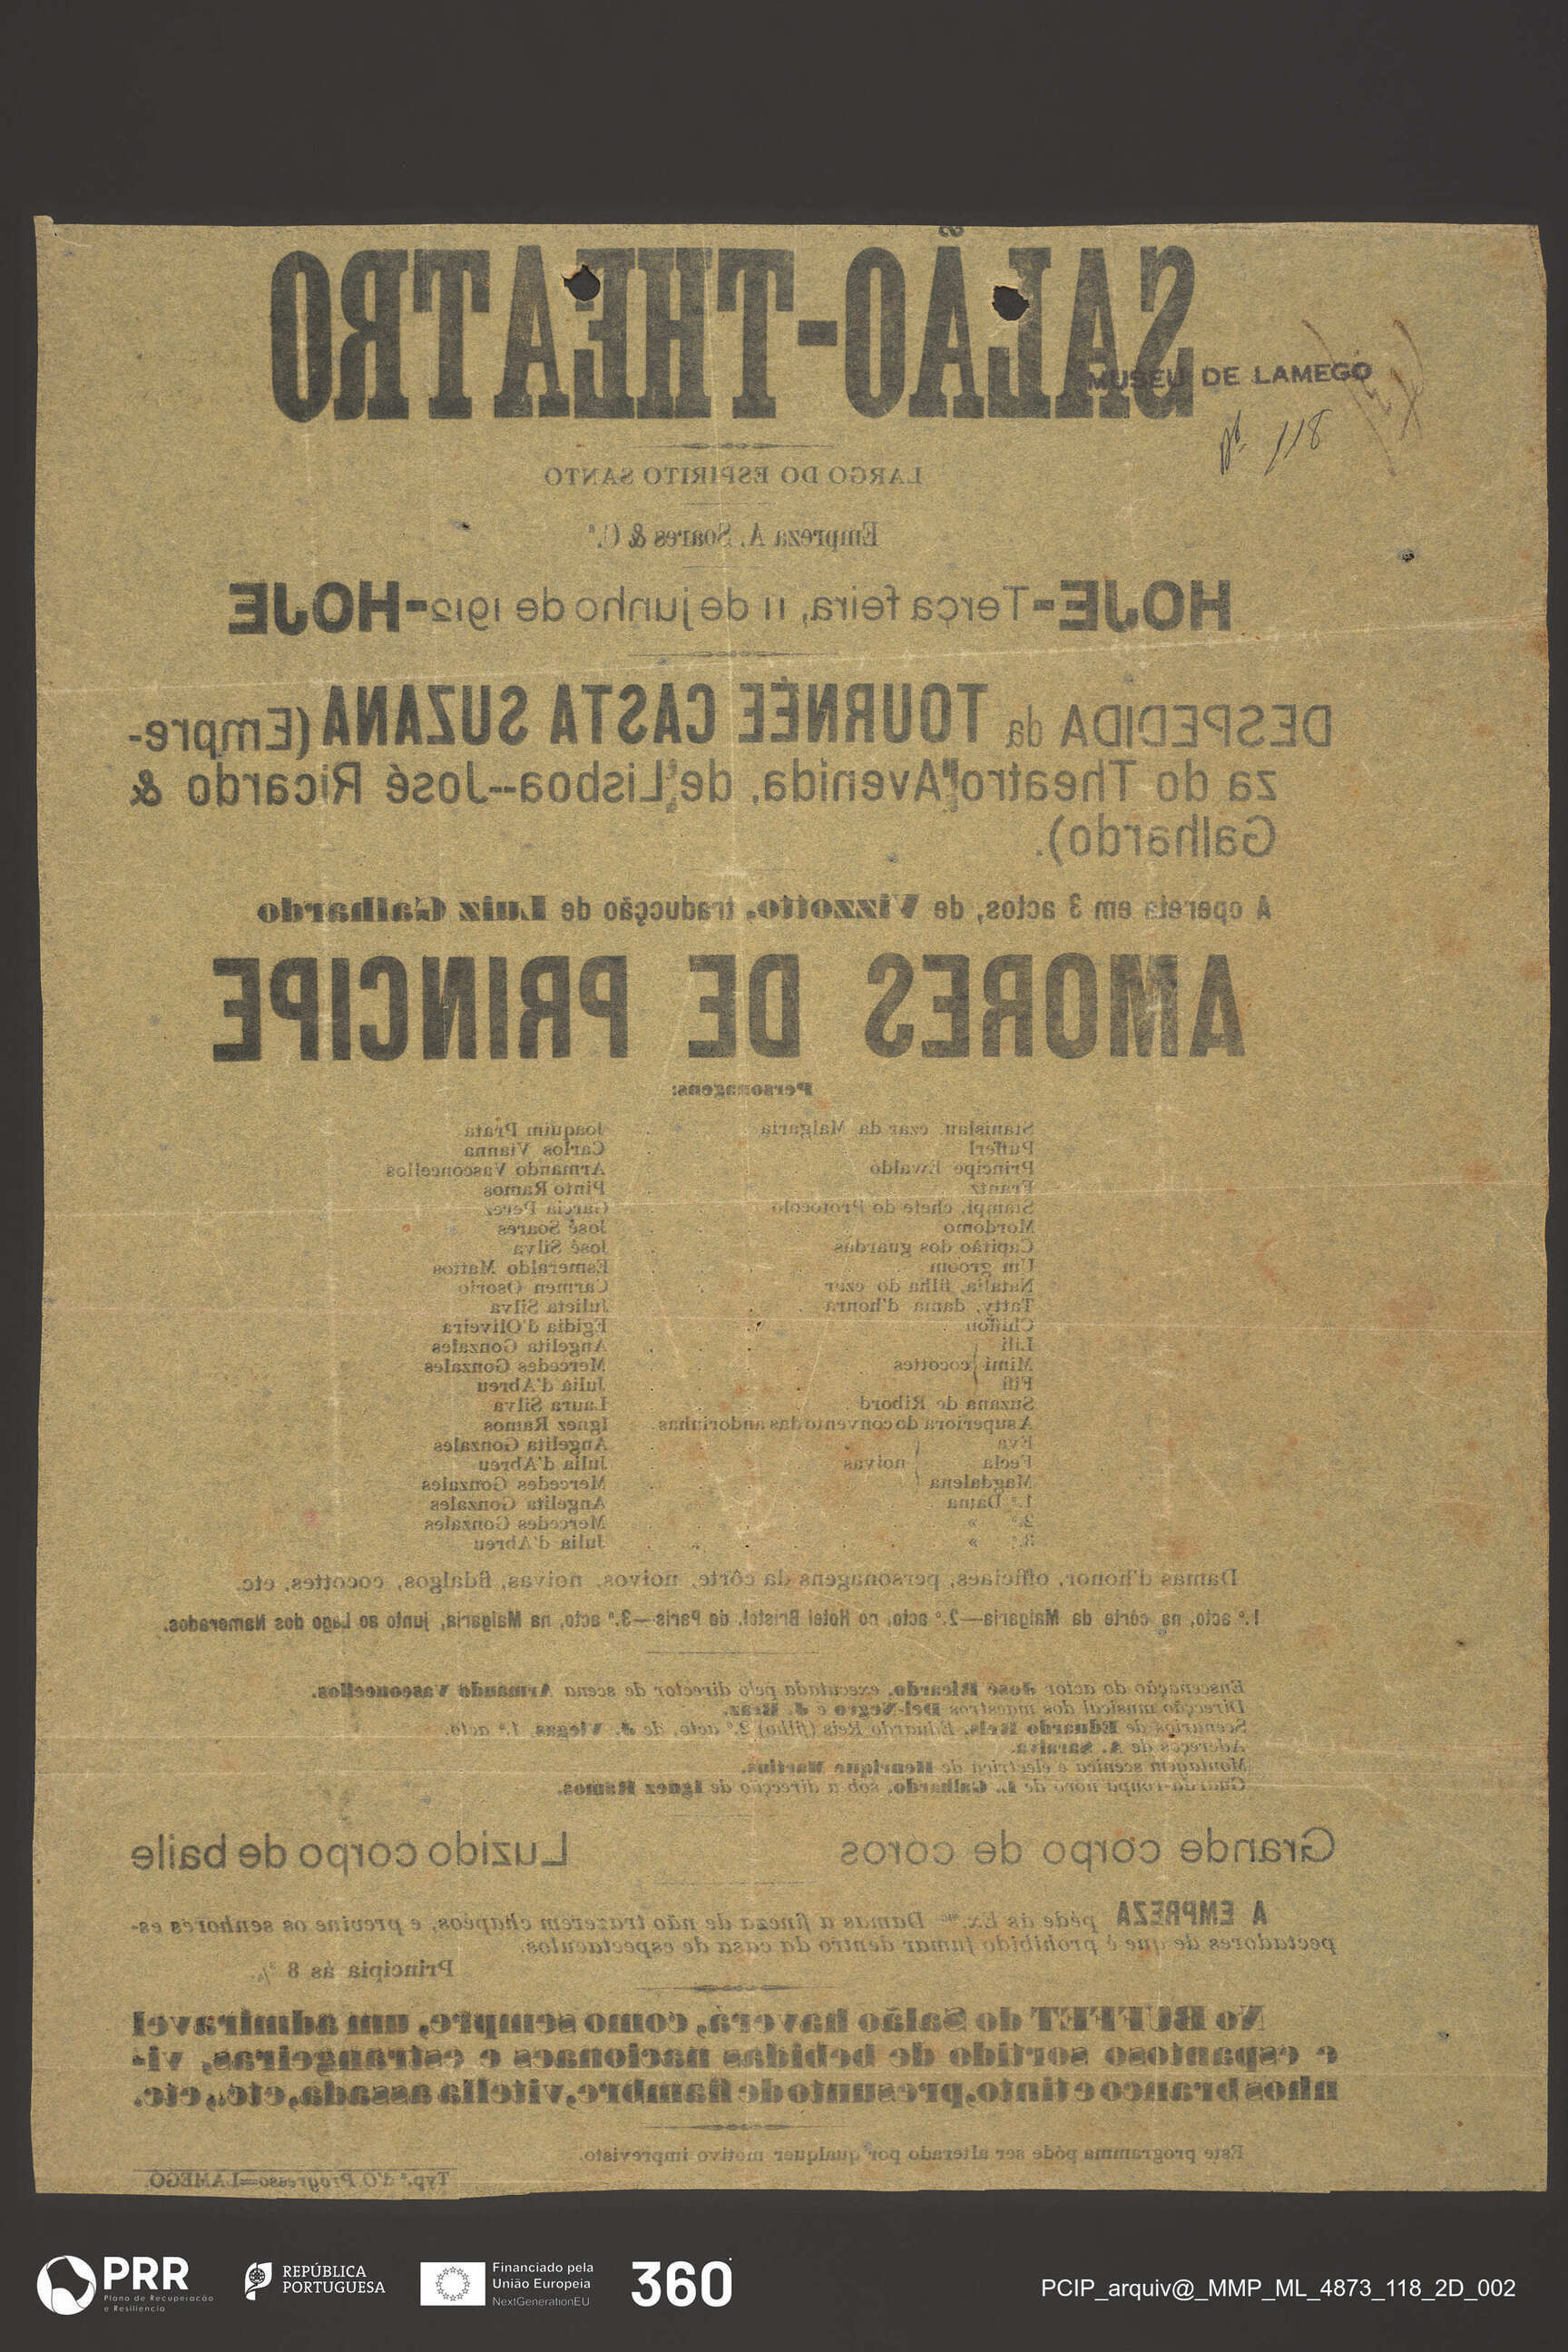 SALÃO-THEATRO
MUSEU DE LAMEGO
Nº 118
LARGO DO ESPIRITO SANTO
Empreza A. Soares & C.ª
HOJE-Terça feira, 11 de junho de 1912-HOJE
DESPEDIDA da TOURNÉE CASTA SUZANA (Empre-
za do Theatro "Avenida, de Lisboa--José Ricardo &
Galhardo).
A opereta em 3 actos, de Vizzotto, traducção de Luiz Galhardo
AMORES DE PRINCIPE
Personagens:
Stanislau, czar da Malgaria Joaquim Prata
Pufferl Carlos Vianna
Principe Ewaldo Armando Vasconcellos
Frantz Pinto Ramos
Stampf, chefe do Protocolo Garcia Perez
Mordomo José Soares
Capitão dos guardas José Silva
Um groom Esmeraldo Mattos
Natalia, filha do czar Carmen Osorio
Tatty, dama d'honra Julieta Silva
Chiffon Egidia d'Oliveira
Lili Angelita Gonzales
Mimi cocottes Mercedes Gonzales
Fifi Julia d'Abreu
Suzana de Ribord Laura Silva
A superiora do convento das andorinhas Ignez Ramos
Eva Angelita Gonzales
Tecla noivas Julia d'Abreu
Magdalena Mercedes Gonzales
1.ª Dama Angelita Gonzales
2.ª » Mercedes Gonzales
3.ª » Julia d'Abreu
Damas d'honor, officiaes, personagens da côrte, noivos, noivas, fidalgos, cocottes, etc.
1.º acto, na côrte da Malgaria—2.º acto, no Hotel Bristol, de Paris—3.º acto, na Malgaria, junto ao Lago dos Namorados.
Enscenação do actor José Ricardo, executada pelo director de scena Armando Vasconcellos.
Direcção musical dos maestros Del-Negro e J. Braz.
Scenarios de Eduardo Reis, Eduardo Reis (filho) 2.º acto, de J. Viegas, 1.º acto.
Adereços de A. Saraiva.
Montagem scenica e electrica de Henrique Martins.
Guarda-roupa novo de L. Galhardo, sob a direcção de Ignez Ramos.
Grande corpo de coros Luzido corpo de baile
A EMPREZA péde ás Ex.mas Damas a fineza de não trazerem chapéos, e previne os senhores es-
pectadores de que é prohibido fumar dentro da casa de espectaculos.
Principia ás 8
No BUFFET do Salão haverá, como sempre, um admiravel
e espantoso sortido de bebidas nacionaes e estrangeiras, vi-
nhos branco e tinto, presunto de fiambre, vitella assada, etc., etc.
Este programma póde ser alterado por qualquer motivo imprevisto.
Typ.ª d'O Progresso=LAMEGO.
PRR
Plano de Recuperação
e Resiliência
REPÚBLICA
PORTUGUESA
Financiado pela
União Europeia
NextGenerationEU
360
PCIP_arquiv@_MMP_ML_4873_118_2D_002